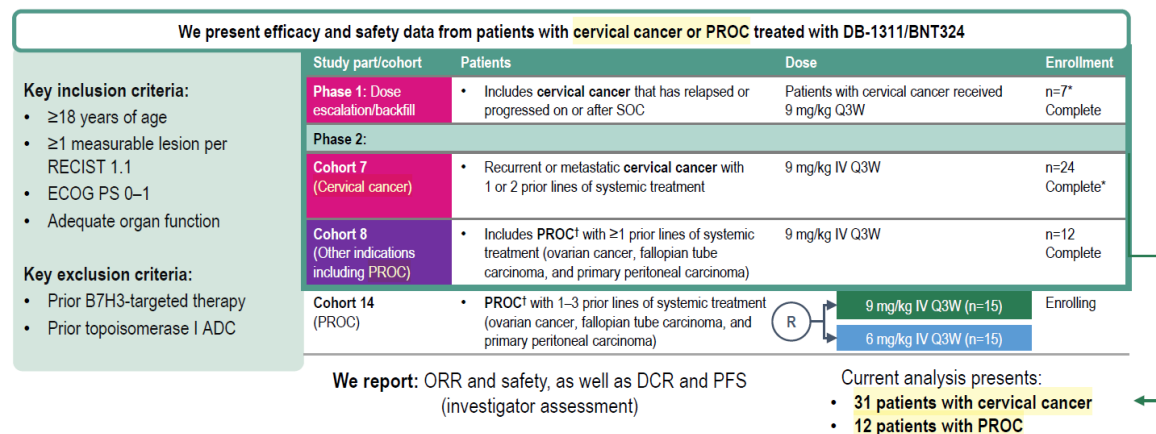 We present efficacy and safety data from patients with cervical cancer or PROC treated with DB-1311/BNT324
Key inclusion criteria:
• ≥18 years of age
• ≥1 measurable lesion per
RECIST 1.1
• ECOG PS 0–1
• Adequate organ function
Key exclusion criteria:
• Prior B7H3-targeted therapy
• Prior topoisomerase I ADC
Study part/cohort Patients Dose Enrollment
Phase 1: Dose • Includes cervical cancer that has relapsed or Patients with cervical cancer received n=7*
escalation/backfill progressed on or after SOC 9 mg/kg Q3W Complete
Phase 2:
Cohort 7 • Recurrent or metastatic cervical cancer with 9 mg/kg IV Q3W n=24
(Cervical cancer) 1 or 2 prior lines of systemic treatment Complete*
Cohort 8 • Includes PROC† with ≥1 prior lines of systemic 9 mg/kg IV Q3W n=12
(Other indications treatment (ovarian cancer, fallopian tube Complete
including PROC) carcinoma, and primary peritoneal carcinoma)
Cohort 14 • PROC† with 1–3 prior lines of systemic treatment R 9 mg/kg IV Q3W (n=15) Enrolling
(PROC) (ovarian cancer, fallopian tube carcinoma, and
primary peritoneal carcinoma) 6 mg/kg IV Q3W (n=15)
We report: ORR and safety, as well as DCR and PFS
(investigator assessment)
Current analysis presents:
• 31 patients with cervical cancer
• 12 patients with PROC